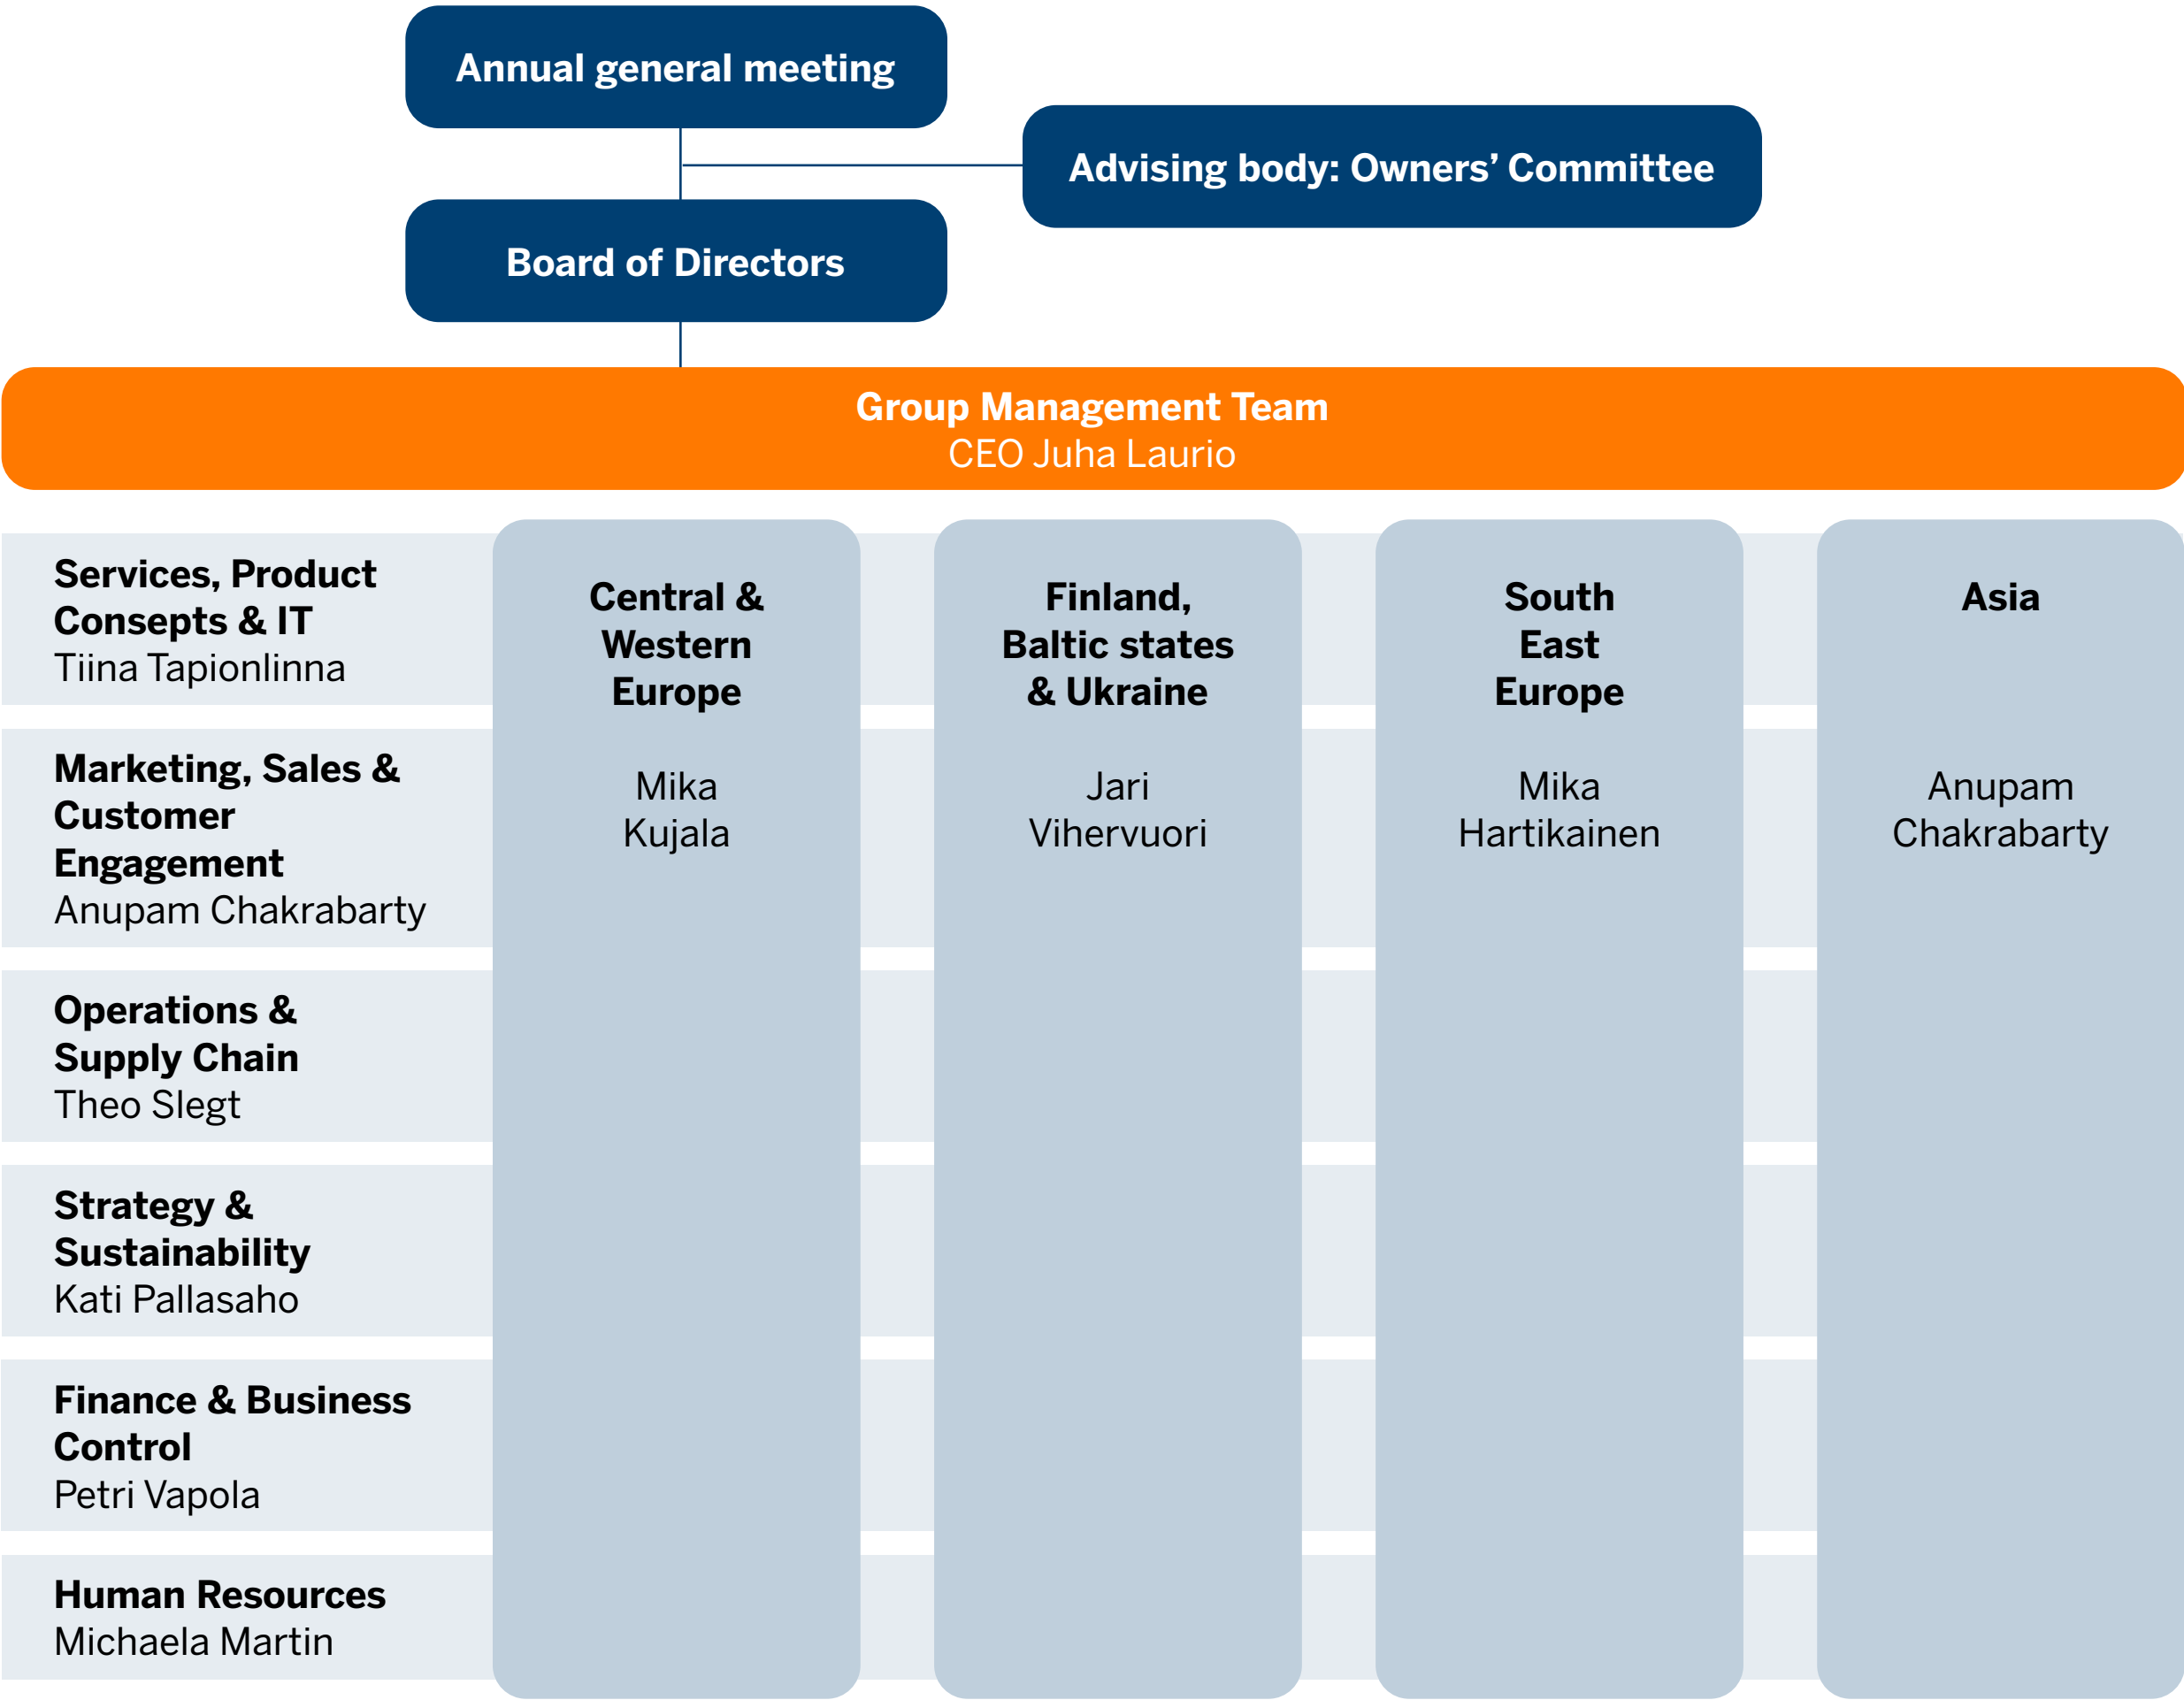 Annual general meeting
Advising body: Owners’ Committee
Board of Directors
Group Management Team
CEO Juha Laurio
Services, Product
Consepts & IT
Tiina Tapionlinna
Marketing, Sales &
Customer
Engagement
Anupam Chakrabarty
Operations &
Supply Chain
Theo Slegt
Strategy &
Sustainability
Kati Pallasaho
Finance & Business
Control
Petri Vapola
Human Resources
Michaela Martin
Central &
Western
Europe
Mika
Kujala
Finland,
Baltic states
& Ukraine
Jari
Vihervuori
South
East
Europe
Mika
Hartikainen
Asia
Anupam
Chakrabarty